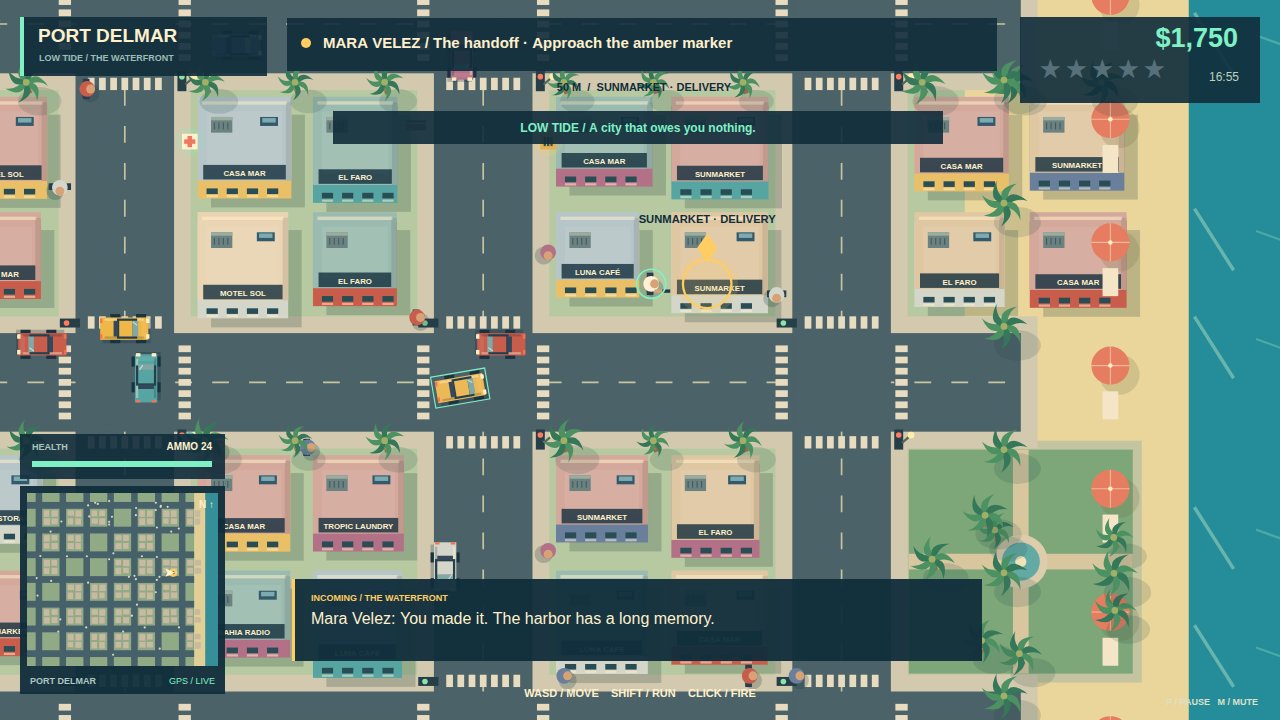 PORT DELMAR
LOW TIDE / THE WATERFRONT
MARA VELEZ / The handoff · Approach the amber marker
$1,750
★★★★★
16:55
50 M / SUNMARKET · DELIVERY
LOW TIDE / A city that owes you nothing.
CASA MAR
EL FARO
CASA MAR
SUNMARKET
CASA MAR
SUNMARKET
SUNMARKET · DELIVERY
MOTEL SOL
EL FARO
LUNA CAFÉ
SUNMARKET
EL FARO
CASA MAR
MAR
HEALTH
AMMO 24
N ↑
CASA MAR
TROPIC LAUNDRY
SUNMARKET
EL FARO
INCOMING / THE WATERFRONT
Mara Velez: You made it. The harbor has a long memory.
AHIA RADIO
LUNA CAFÉ
LUNA CAFÉ
CASA MAR
PORT DELMAR
GPS / LIVE
WASD / MOVE SHIFT / RUN CLICK / FIRE
P / PAUSE M / MUTE